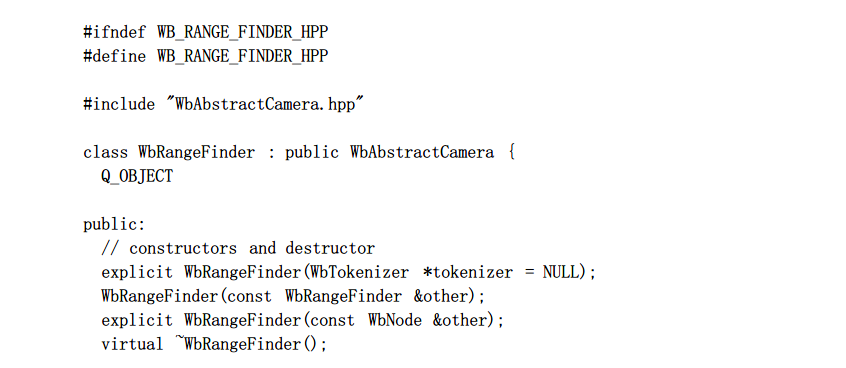 #ifndef WB_RANGE_FINDER_HPP
#define WB_RANGE_FINDER_HPP
#include "WbAbstractCamera.hpp"
class WbRangeFinder : public WbAbstractCamera {
Q_OBJECT
public:
// constructors and destructor
explicit WbRangeFinder(WbTokenizer *tokenizer = NULL);
WbRangeFinder(const WbRangeFinder &other);
explicit WbRangeFinder(const WbNode &other);
virtual ~WbRangeFinder();